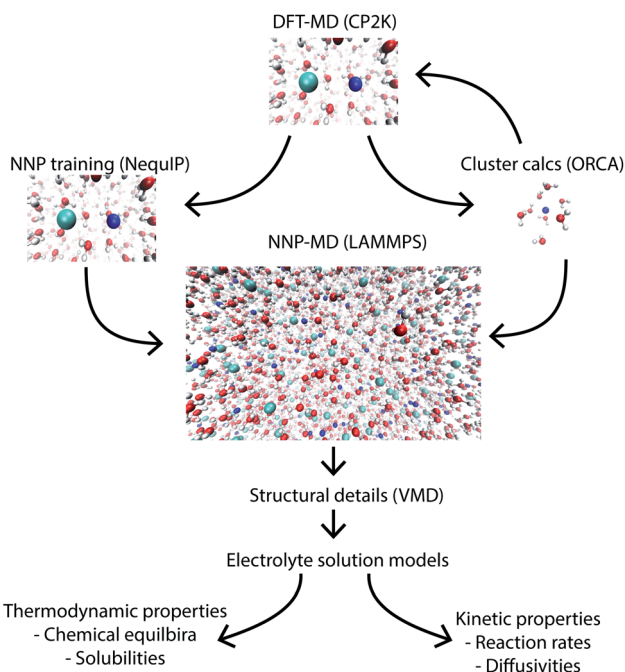 DFT-MD (CP2K)
NNP training (NequIP)
Cluster calcs (ORCA)
NNP-MD (LAMMPS)
Structural details (VMD)
Electrolyte solution models
Thermodynamic properties
- Chemical equilbira
- Solubilities
Kinetic properties
- Reaction rates
- Diffusivities